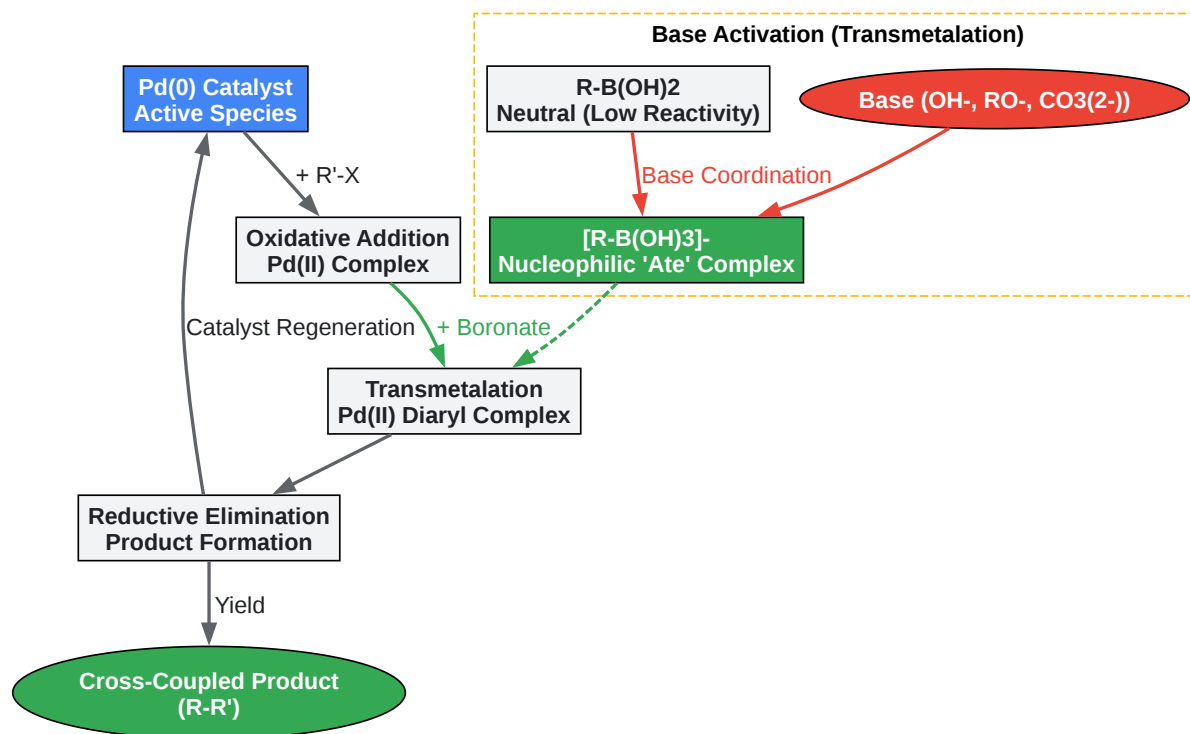 Base Activation (Transmetalation)
Pd(0) Catalyst
Active Species
R-B(OH)2
Neutral (Low Reactivity)
Base (OH-, RO-, CO3(2-))
+ R'-X
Base Coordination
Oxidative Addition
Pd(II) Complex
[R-B(OH)3]-
Nucleophilic 'Ate' Complex
Catalyst Regeneration
+ Boronate
Transmetalation
Pd(II) Diaryl Complex
Reductive Elimination
Product Formation
Yield
Cross-Coupled Product
(R-R')